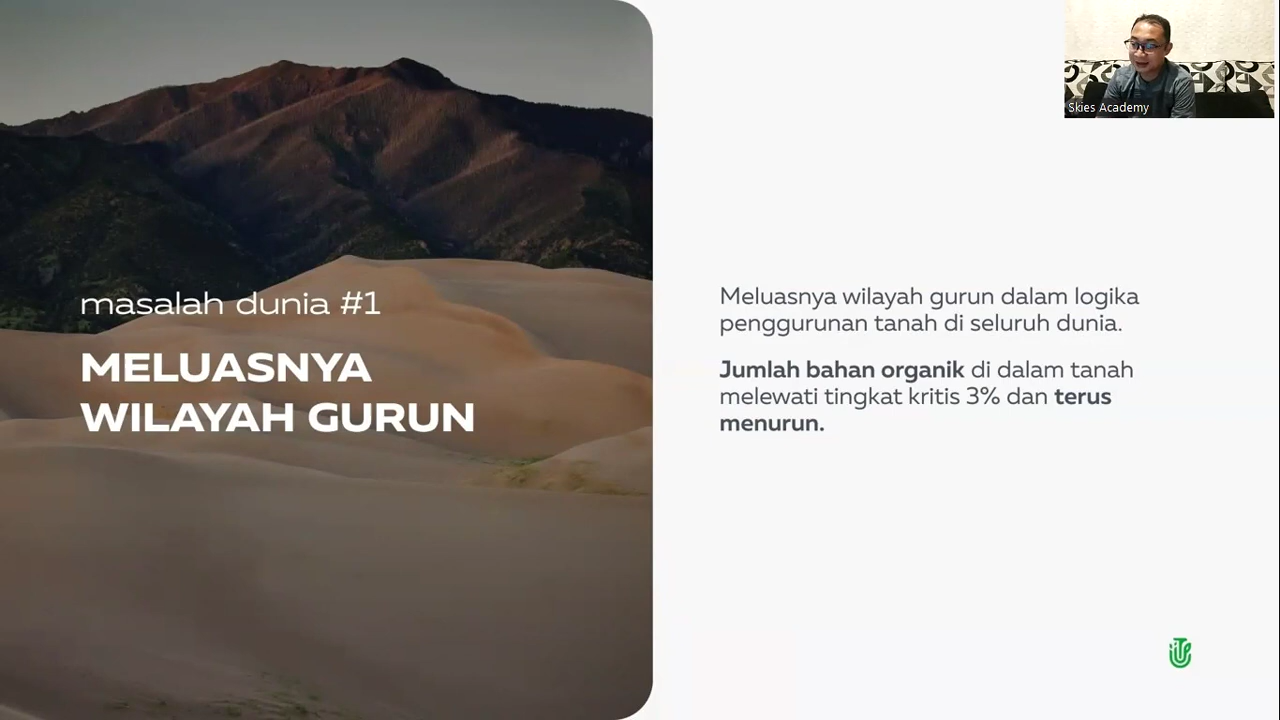 masalah dunia #1
MELUASNYA
WILAYAH GURUN
Meluasnya wilayah gurun dalam logika
penggurunan tanah di seluruh dunia.
Jumlah bahan organik di dalam tanah
melewati tingkat kritis 3% dan terus
menurun.
Skies Academy